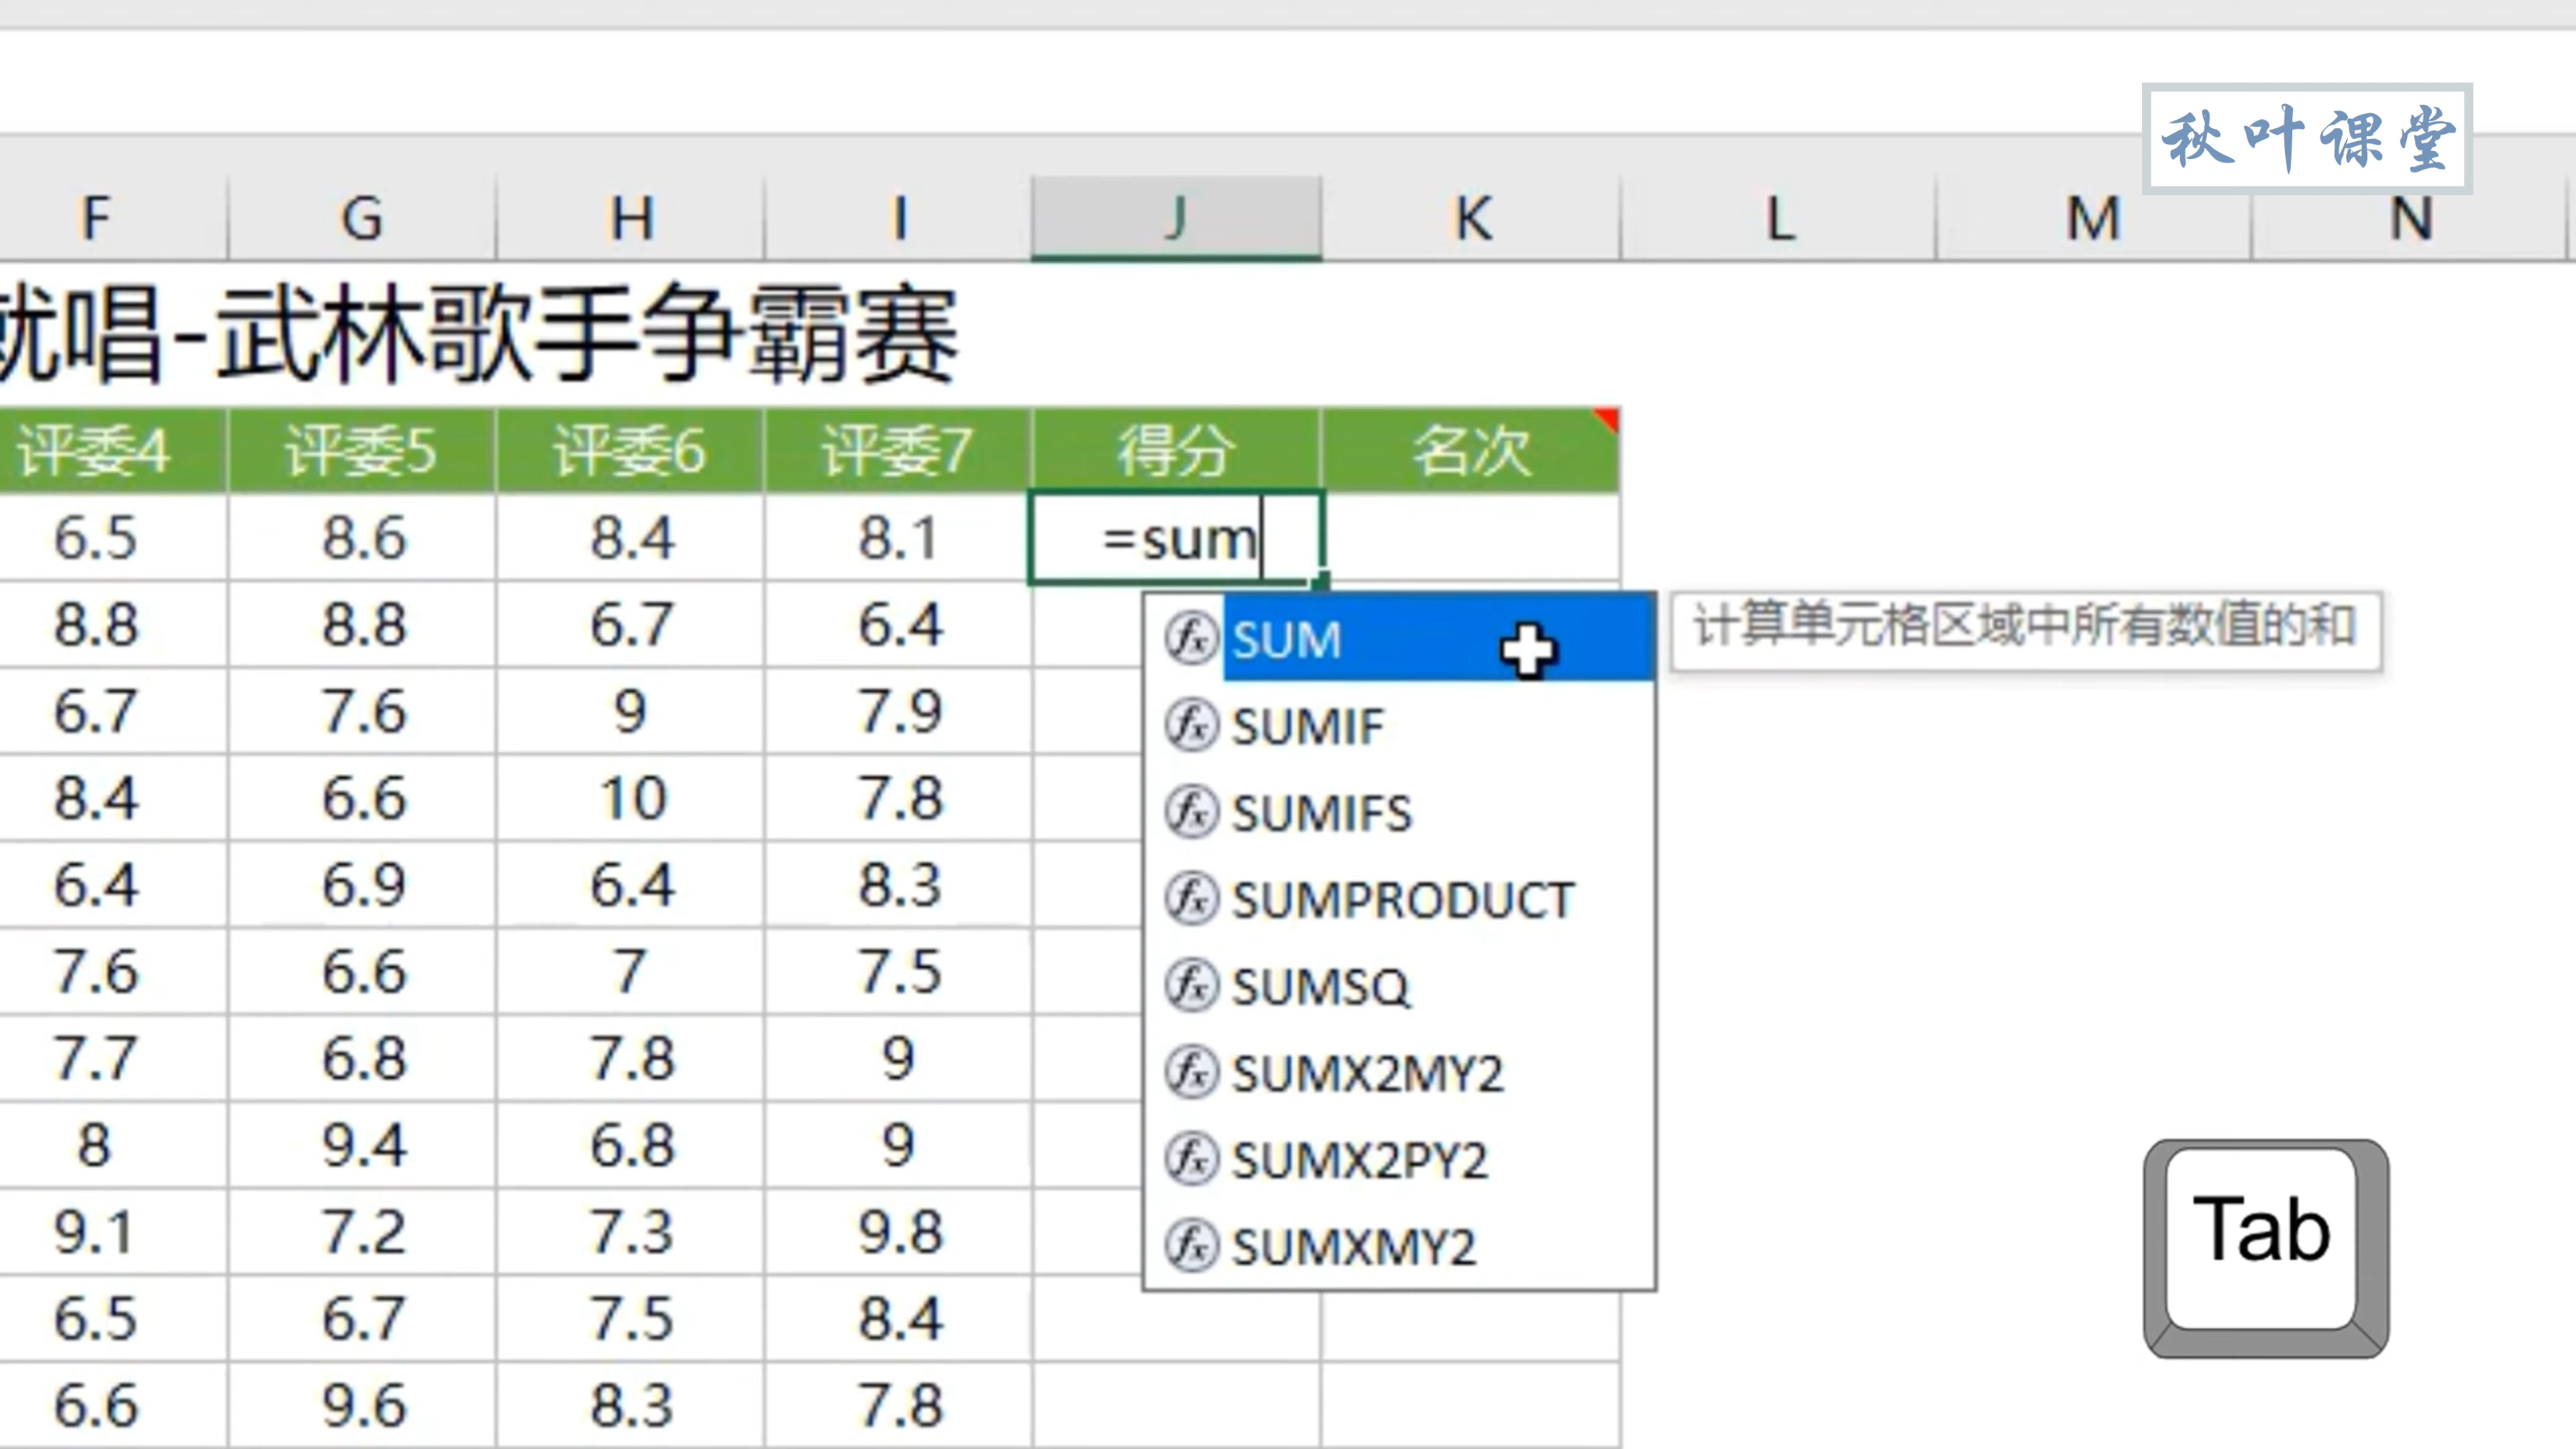 秋叶课堂
F G H I J K L M N
就唱-武林歌手争霸赛
评委4 评委5 评委6 评委7 得分 名次
6.5 8.6 8.4 8.1 =sum
8.8 8.8 6.7 6.4
SUM 计算单元格区域中所有数值的和
6.7 7.6 9 7.9
SUMIF
8.4 6.6 10 7.8
SUMIFS
6.4 6.9 6.4 8.3
SUMPRODUCT
7.6 6.6 7 7.5
SUMSQ
7.7 6.8 7.8 9
SUMX2MY2
8 9.4 6.8 9
SUMX2PY2
9.1 7.2 7.3 9.8
SUMXMY2
Tab
6.5 6.7 7.5 8.4
6.6 9.6 8.3 7.8